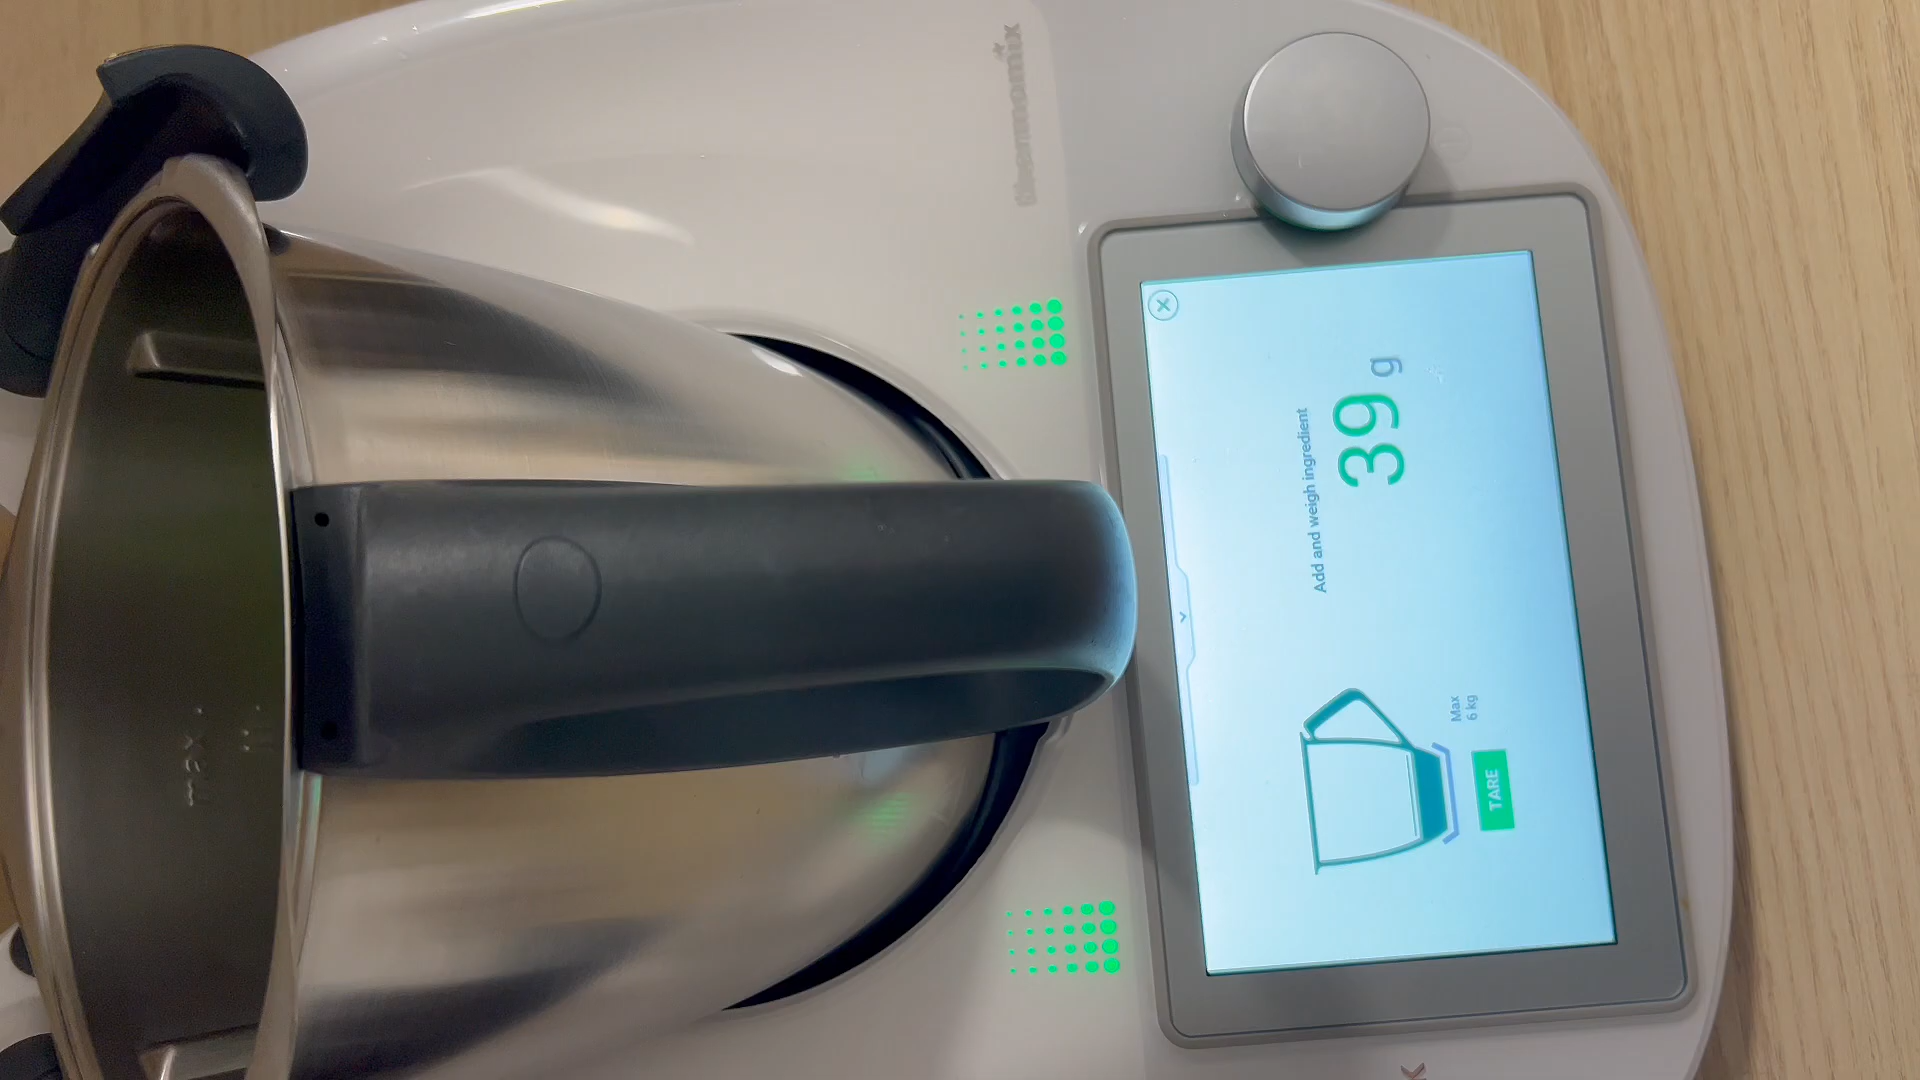 thermomix
Add and weigh ingredient
39 g
Max
6 kg
TARE
max.
k